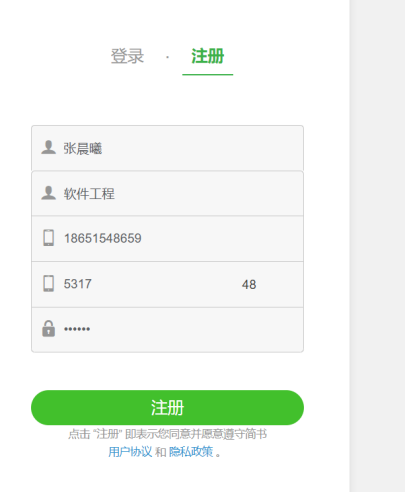 登录 · 注册
张晨曦
软件工程
18651548659
5317 48
••••••
注册
点击 “注册” 即表示您同意并愿意遵守简书
用户协议 和 隐私政策 。